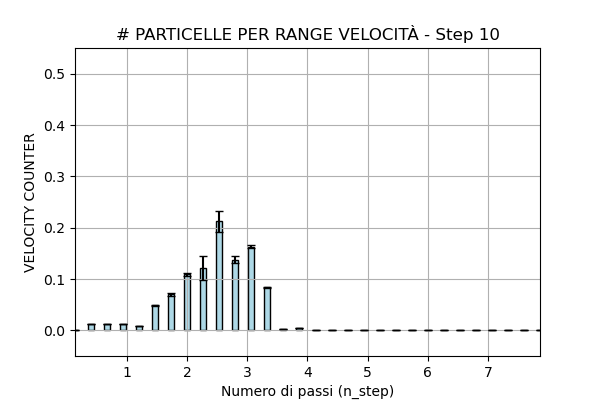 # PARTICELLE PER RANGE VELOCITÀ - Step 10
0.5
0.4
0.3
0.2
0.1
0.0
VELOCITY COUNTER
1 2 3 4 5 6 7
Numero di passi (n_step)